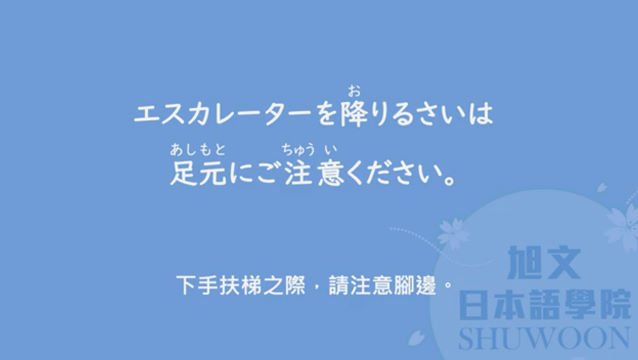 エスカレーターを降りるさいは
お
足元にご注意ください。
あしもと ちゅう い
下手扶梯之際，請注意腳邊。
旭文
日本語學院
SHUWOON